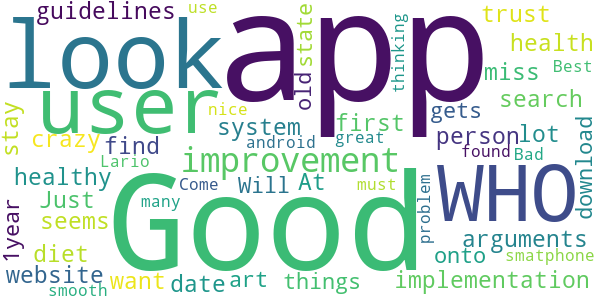 guidelines use
look app
state thinking trust
health
user old miss Best
stay first gets search
crazy find system android great person lot
Lario improvement nice found Bad download
healthy Come Will At must WHO
Just many Good problem
1year seems arguments
diet onto smatphone
website want date art things implementation
smooth